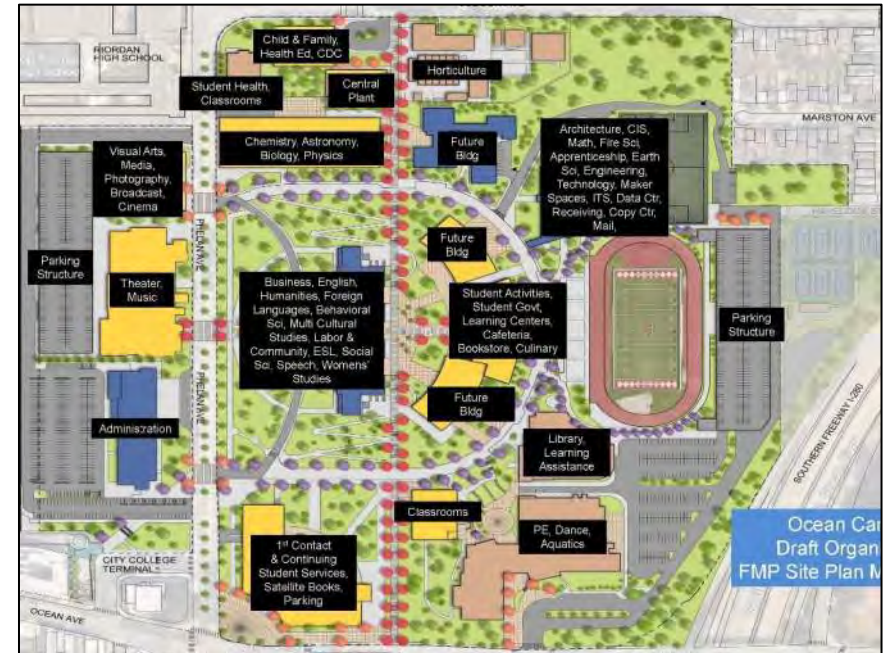 RIORDAN
HIGH SCHOOL
Child & Family,
Health Ed, CDC
Student Health,
Classrooms
Central
Plant
Horticulture
Chemistry, Astronomy,
Biology, Physics
Future
Bldg
Architecture, CIS,
Math, Fire Sci,
Apprenticeship, Earth
Sci, Engineering,
Technology, Maker
Spaces, ITS, Data Ctr,
Receiving, Copy Ctr,
Mail,
MARSTON AVE
Visual Arts,
Media,
Photography,
Broadcast,
Cinema
PHELAN AVE
Parking
Structure
Theater,
Music
Future
Bldg
Business, English,
Humanities, Foreign
Languages, Behavioral
Sci, Multi Cultural
Studies, Labor &
Community, ESL, Social
Sci, Speech, Womens'
Studies
Student Activities,
Student Govt,
Learning Centers,
Cafeteria,
Bookstore, Culinary
Parking
Structure
Future
Bldg
PHELAN AVE
Administration
Library,
Learning
Assistance
SOUTHERN FREEWAY I-280
Classrooms
PE, Dance,
Aquatics
1st Contact
& Continuing
Student Services,
Satellite Books,
Parking
CITY COLLEGE
TERMINAL
OCEAN AVE
Ocean Ca
Draft Organ
FMP Site Plan M